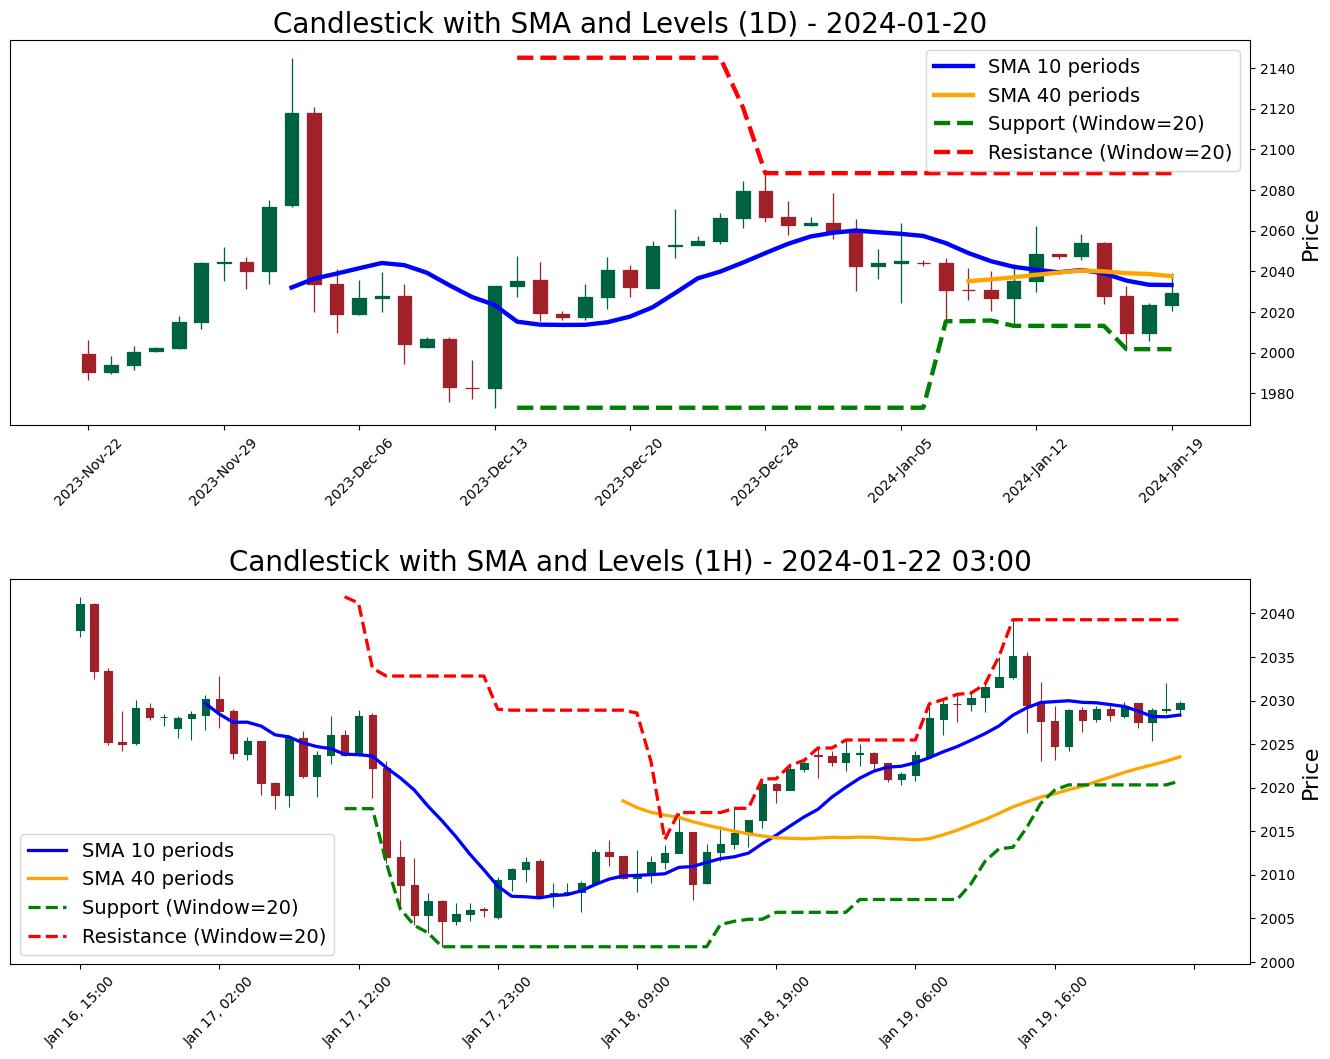 Candlestick with SMA and Levels (1D) - 2024-01-20
SMA 10 periods
SMA 40 periods
Support (Window=20)
Resistance (Window=20)
2140
2120
2100
2080
2060
2040
2020
2000
1980
Price
2023-Nov-22
2023-Nov-29
2023-Dec-06
2023-Dec-13
2023-Dec-20
2023-Dec-28
2024-Jan-05
2024-Jan-12
2024-Jan-19
Candlestick with SMA and Levels (1H) - 2024-01-22 03:00
2040
2035
2030
2025
2020
2015
2010
2005
2000
Price
SMA 10 periods
SMA 40 periods
Support (Window=20)
Resistance (Window=20)
Jan 16, 15:00
Jan 17, 02:00
Jan 17, 12:00
Jan 17, 23:00
Jan 18, 09:00
Jan 18, 19:00
Jan 19, 06:00
Jan 19, 16:00